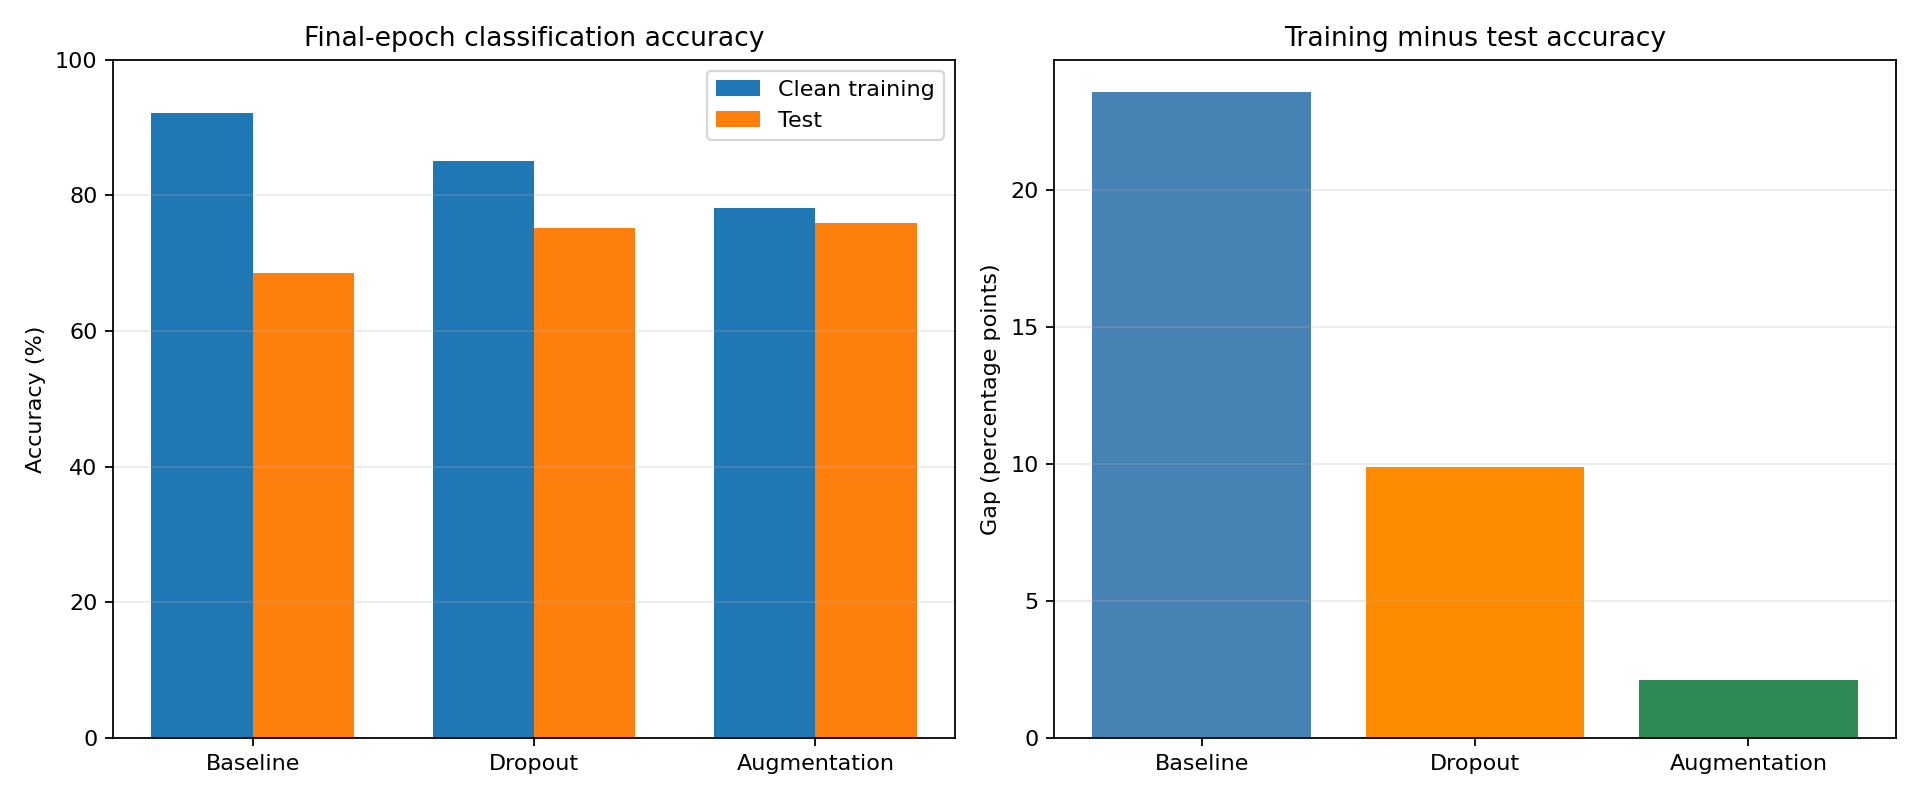 Final-epoch classification accuracy
Accuracy (%)
100
80
60
40
20
0
Clean training
Test
Baseline
Dropout
Augmentation
Training minus test accuracy
Gap (percentage points)
20
15
10
5
0
Baseline
Dropout
Augmentation